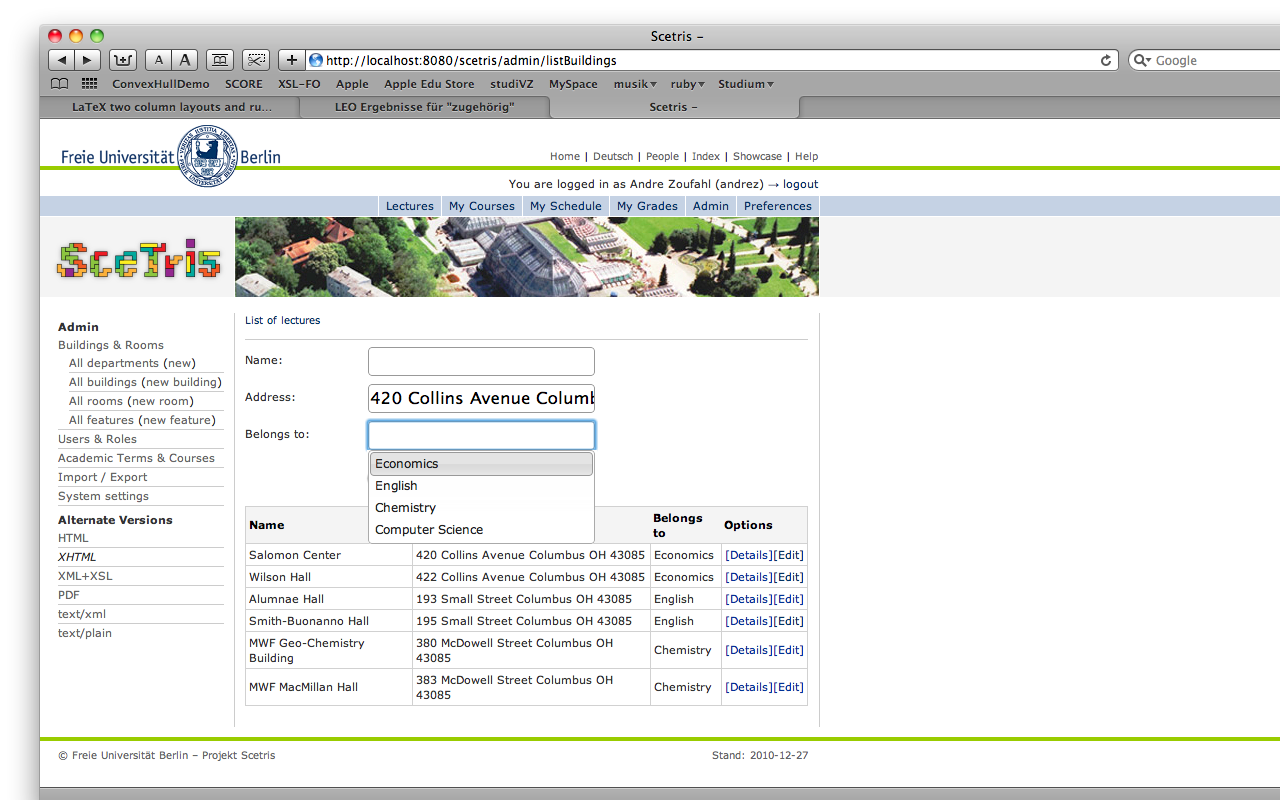 Scetris –
A A
http://localhost:8080/scetris/admin/listBuildings
Google
ConvexHullDemo SCORE XSL-FO Apple Apple Edu Store studiVZ MySpace musik ruby Studium
LaTeX two column layouts and ru... LEO Ergebnisse für "zugehörig" Scetris –
Freie Universität Berlin
Home | Deutsch | People | Index | Showcase | Help
You are logged in as Andre Zoufahl (andrez) → logout
Lectures My Courses My Schedule My Grades Admin Preferences
SceTris
Admin
Buildings & Rooms
All departments (new)
All buildings (new building)
All rooms (new room)
All features (new feature)
Users & Roles
Academic Terms & Courses
Import / Export
System settings
Alternate Versions
HTML
XHTML
XML+XSL
PDF
text/xml
text/plain
List of lectures
Name:
Address: 420 Collins Avenue Columb
Belongs to:
Economics
English
Chemistry
Computer Science
Name Belongs to Options
Salomon Center 420 Collins Avenue Columbus OH 43085 Economics [Details][Edit]
Wilson Hall 422 Collins Avenue Columbus OH 43085 Economics [Details][Edit]
Alumnae Hall 193 Small Street Columbus OH 43085 English [Details][Edit]
Smith-Buonanno Hall 195 Small Street Columbus OH 43085 English [Details][Edit]
MWF Geo-Chemistry Building 380 McDowell Street Columbus OH 43085 Chemistry [Details][Edit]
MWF MacMillan Hall 383 McDowell Street Columbus OH 43085 Chemistry [Details][Edit]
© Freie Universität Berlin – Projekt Scetris
Stand: 2010-12-27